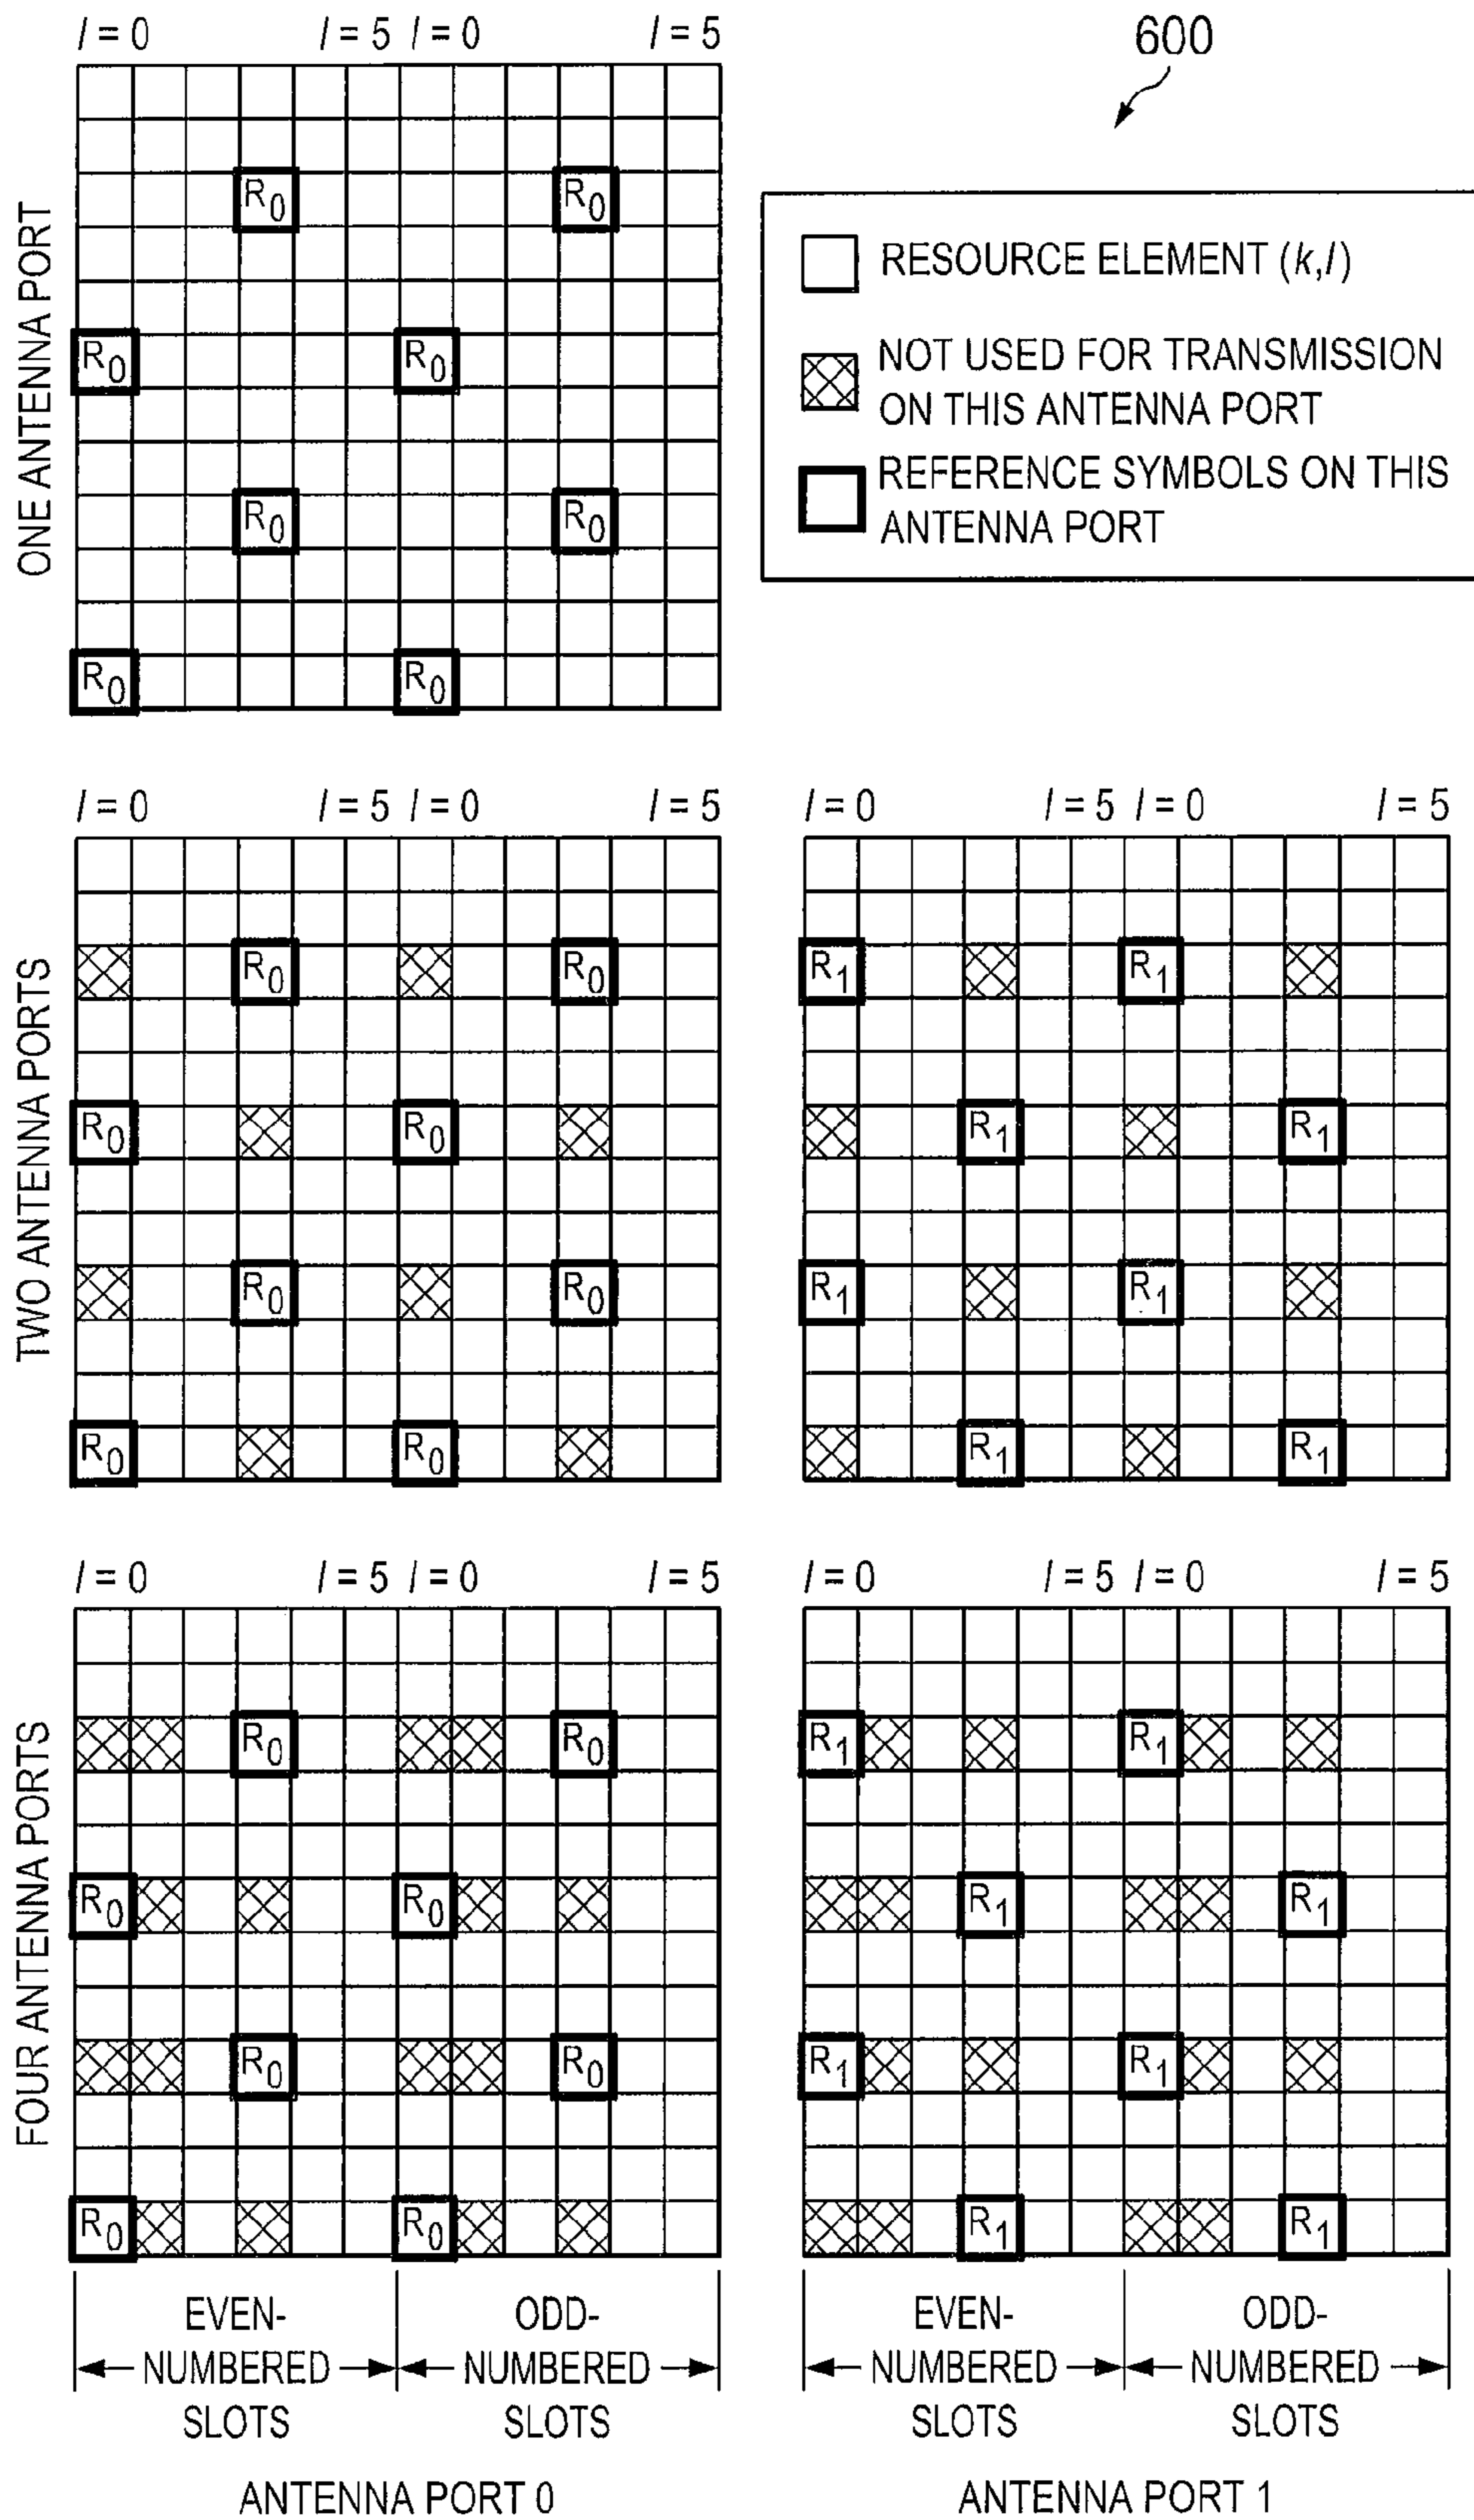 l = 0 l = 5 l = 0 l = 5
600
ONE ANTENNA PORT
R0 R0
R0 R0
R0 R0
R0 R0
RESOURCE ELEMENT (k,l)
NOT USED FOR TRANSMISSION
ON THIS ANTENNA PORT
REFERENCE SYMBOLS ON THIS
ANTENNA PORT
l = 0 l = 5 l = 0 l = 5 l = 0 l = 5 l = 0 l = 5
TWO ANTENNA PORTS
R0 R0 R1 R1
R0 R0 R1 R1
R0 R0 R1 R1
R0 R0 R1 R1
l = 0 l = 5 l = 0 l = 5 l = 0 l = 5 l = 0 l = 5
FOUR ANTENNA PORTS
R0 R0 R1 R1
R0 R0 R1 R1
R0 R0 R1 R1
R0 R0 R1 R1
EVEN-
NUMBERED
SLOTS
ODD-
NUMBERED
SLOTS
EVEN-
NUMBERED
SLOTS
ODD-
NUMBERED
SLOTS
ANTENNA PORT 0
ANTENNA PORT 1